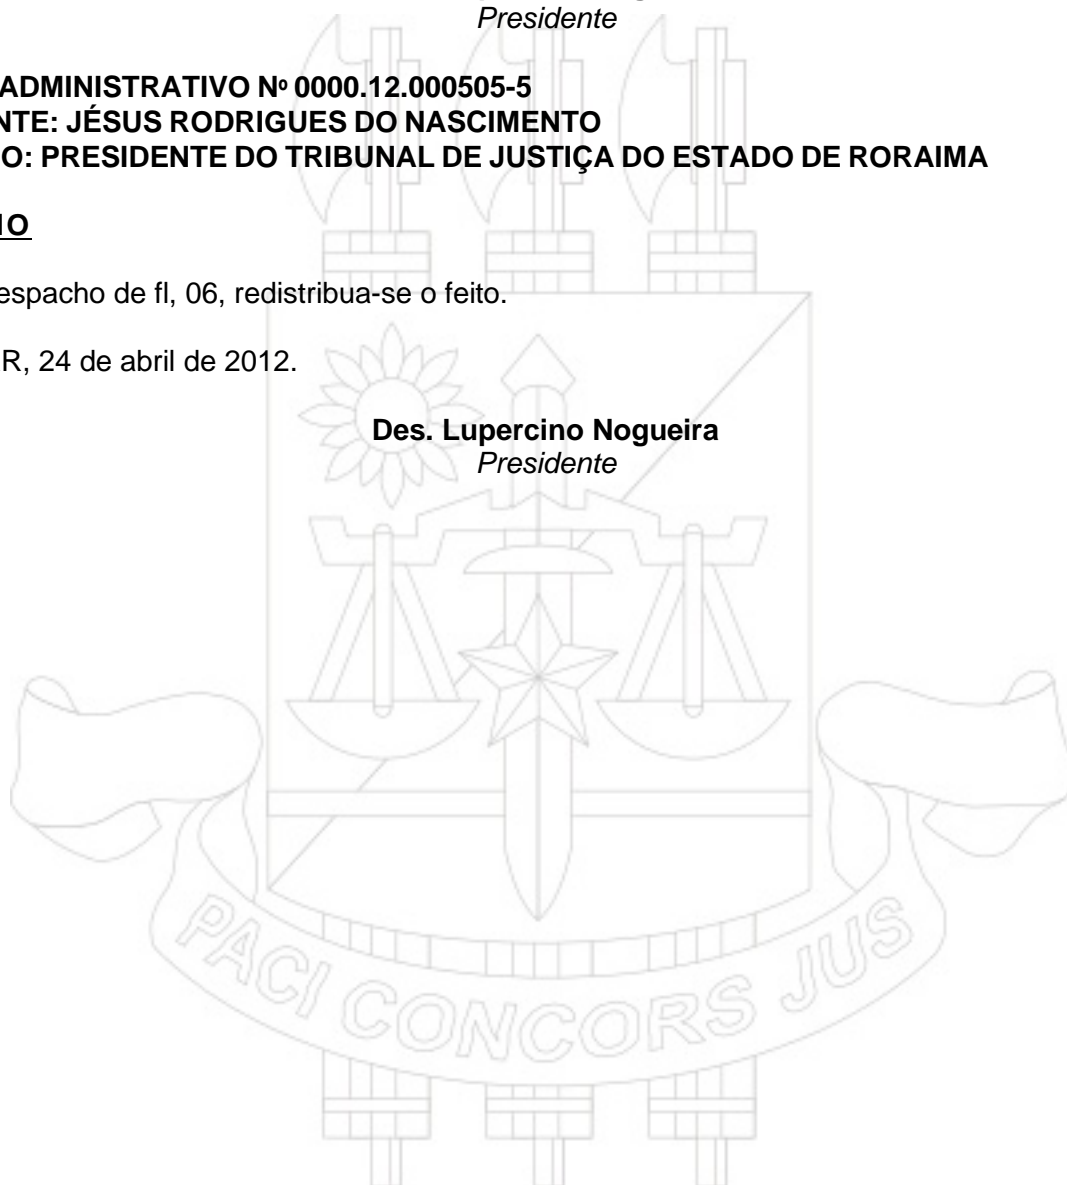 Presidente
ADMINISTRATIVO Nº 0000.12.000505-5
NTE: JÉSUS RODRIGUES DO NASCIMENTO
O: PRESIDENTE DO TRIBUNAL DE JUSTIÇA DO ESTADO DE RORAIMA
IO
espacho de fl, 06, redistribua-se o feito.
R, 24 de abril de 2012.
Des. Lupercino Nogueira
Presidente
PACI CONCORS JUS